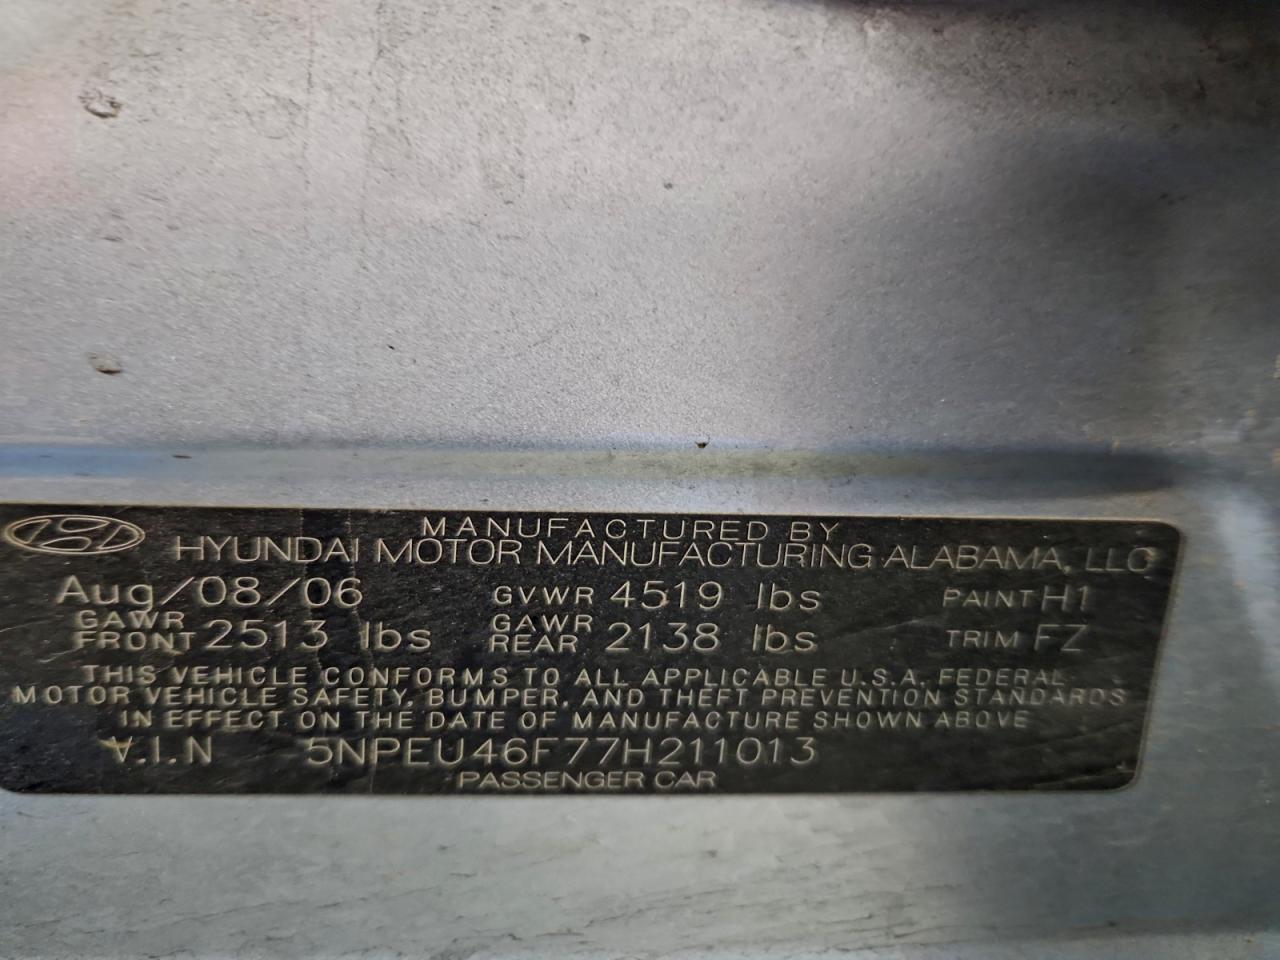 MANUFACTURED BY
HYUNDAI MOTOR MANUFACTURING ALABAMA, LLC
Aug/08/06 GVWR 4519 lbs PAINT H1
GAWR FRONT 2513 lbs GAWR REAR 2138 lbs TRIM FZ
THIS VEHICLE CONFORMS TO ALL APPLICABLE U.S.A. FEDERAL
MOTOR VEHICLE SAFETY, BUMPER, AND THEFT PREVENTION STANDARDS
IN EFFECT ON THE DATE OF MANUFACTURE SHOWN ABOVE
V.I.N 5NPEU46F77H211013
PASSENGER CAR